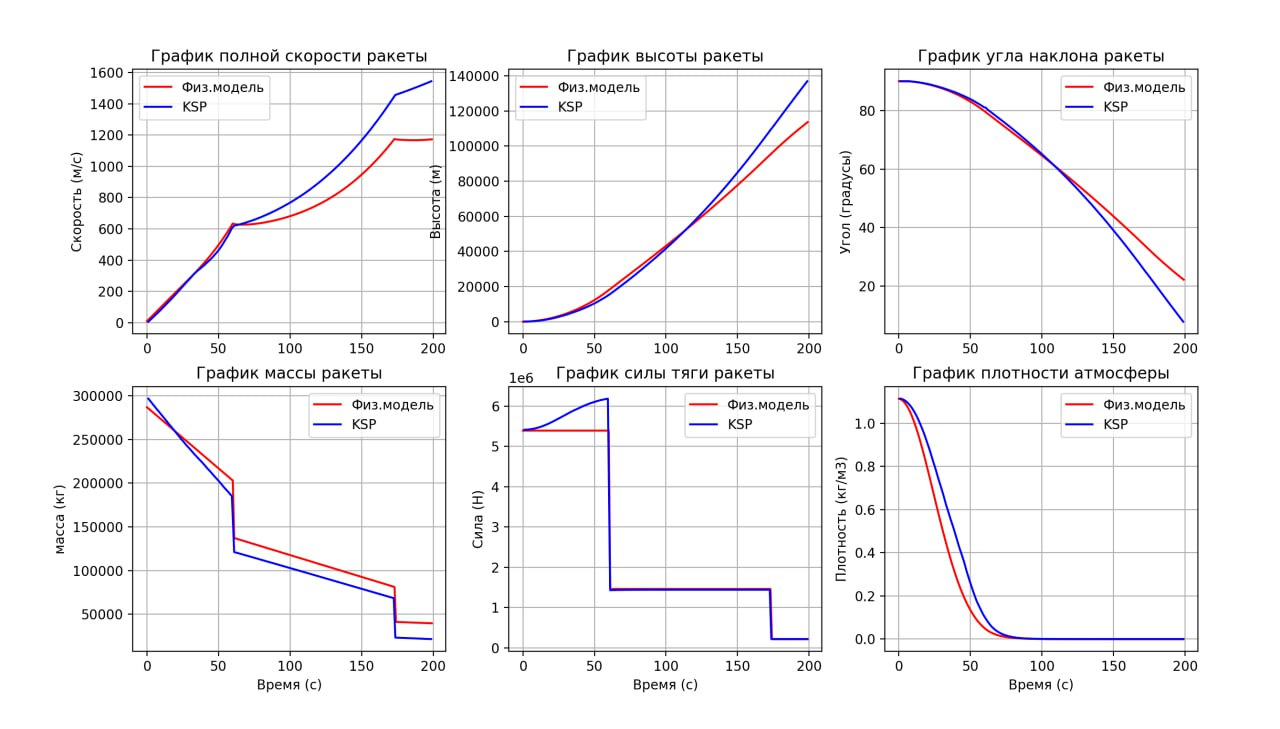 График полной скорости ракеты
График высоты ракеты
График угла наклона ракеты
1600
1400
1200
1000
800
600
400
200
0
Скорость (м/с)
Физ.модель
KSP
0 50 100 150 200
140000
120000
100000
80000
60000
40000
20000
0
Высота (м)
Физ.модель
KSP
0 50 100 150 200
80
60
40
20
Угол (градусы)
Физ.модель
KSP
0 50 100 150 200
График массы ракеты
График силы тяги ракеты
График плотности атмосферы
300000
250000
200000
150000
100000
50000
масса (кг)
Физ.модель
KSP
0 50 100 150 200
Время (с)
1e6
6
5
4
3
2
1
0
Сила (Н)
Физ.модель
KSP
0 50 100 150 200
Время (с)
1.0
0.8
0.6
0.4
0.2
0.0
Плотность (кг/м3)
Физ.модель
KSP
0 50 100 150 200
Время (с)